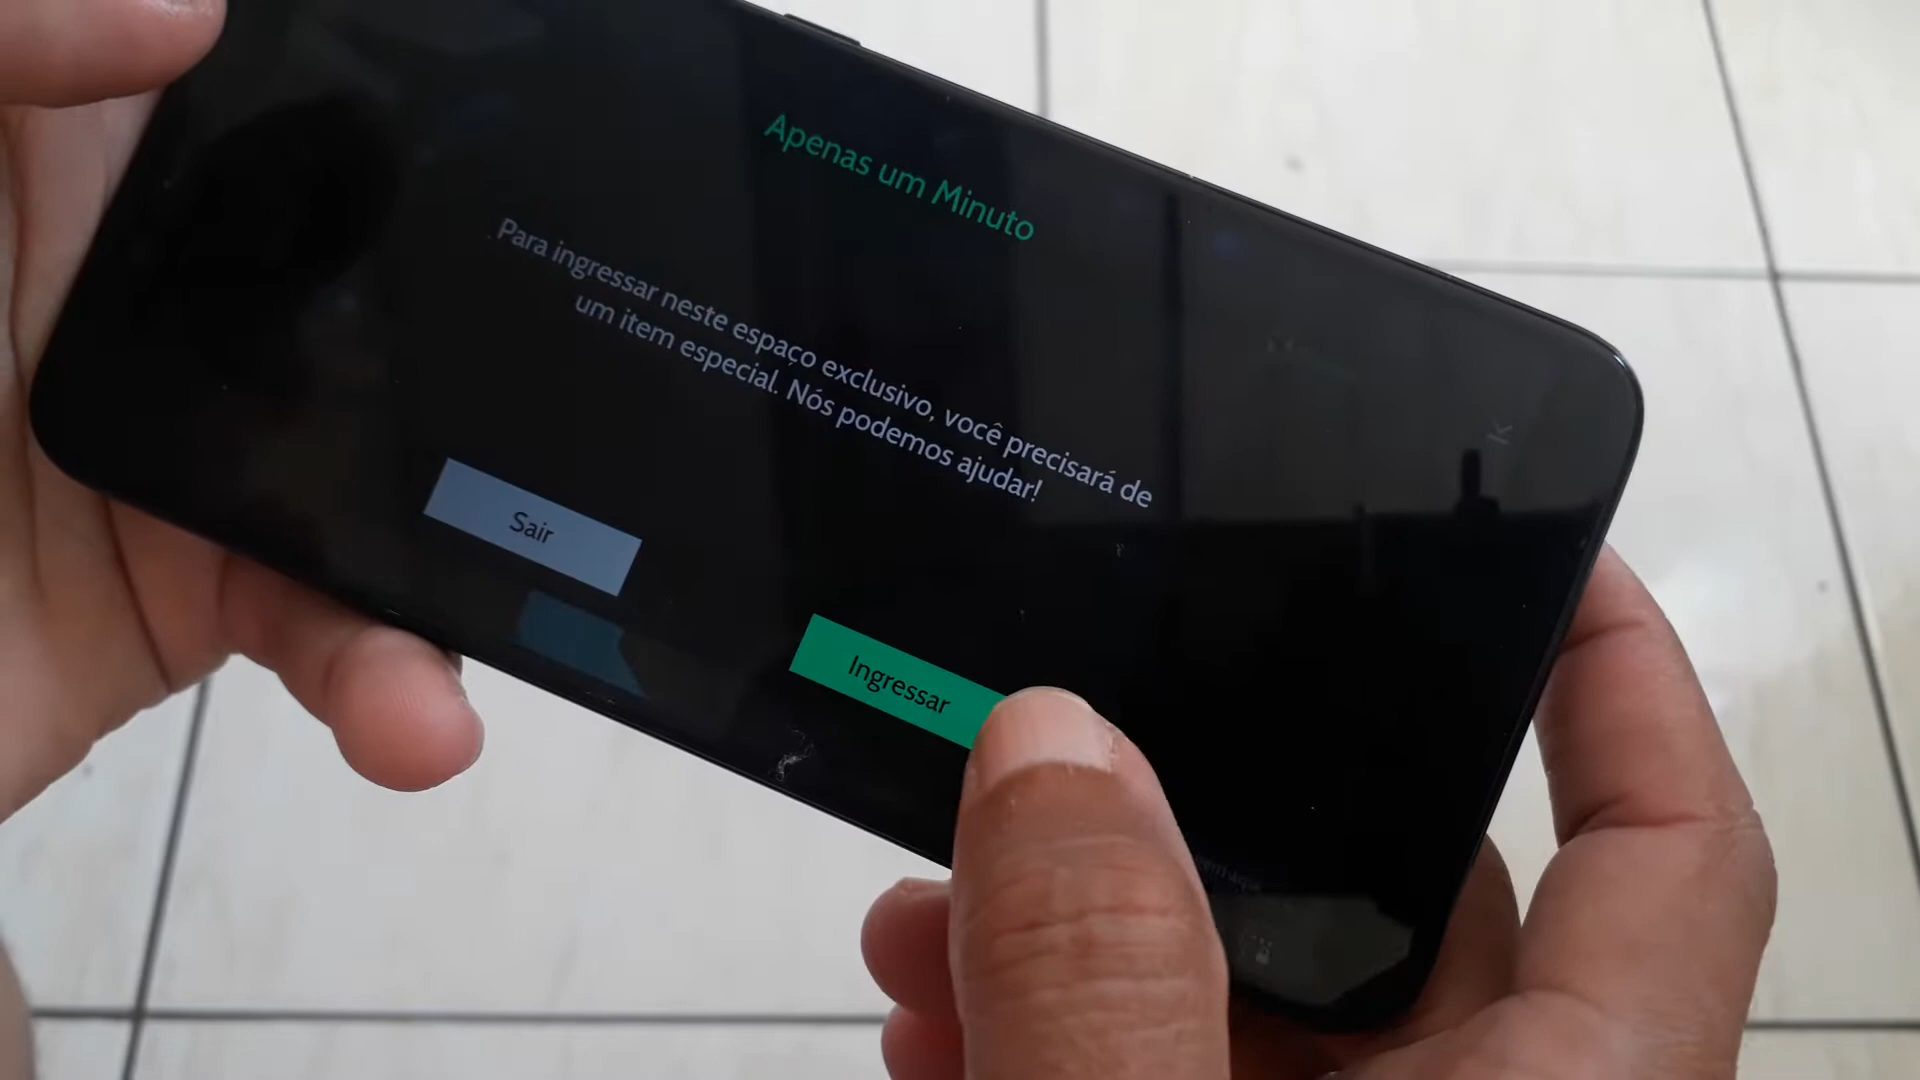 Apenas um Minuto
Para ingressar neste espaço exclusivo, você precisará de
um item especial. Nós podemos ajudar!
Sair
Ingressar